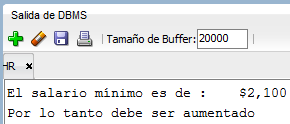 Salida de DBMS
Tamaño de Buffer: 20000
HR
El salario mínimo es de :    $2,100
Por lo tanto debe ser aumentado